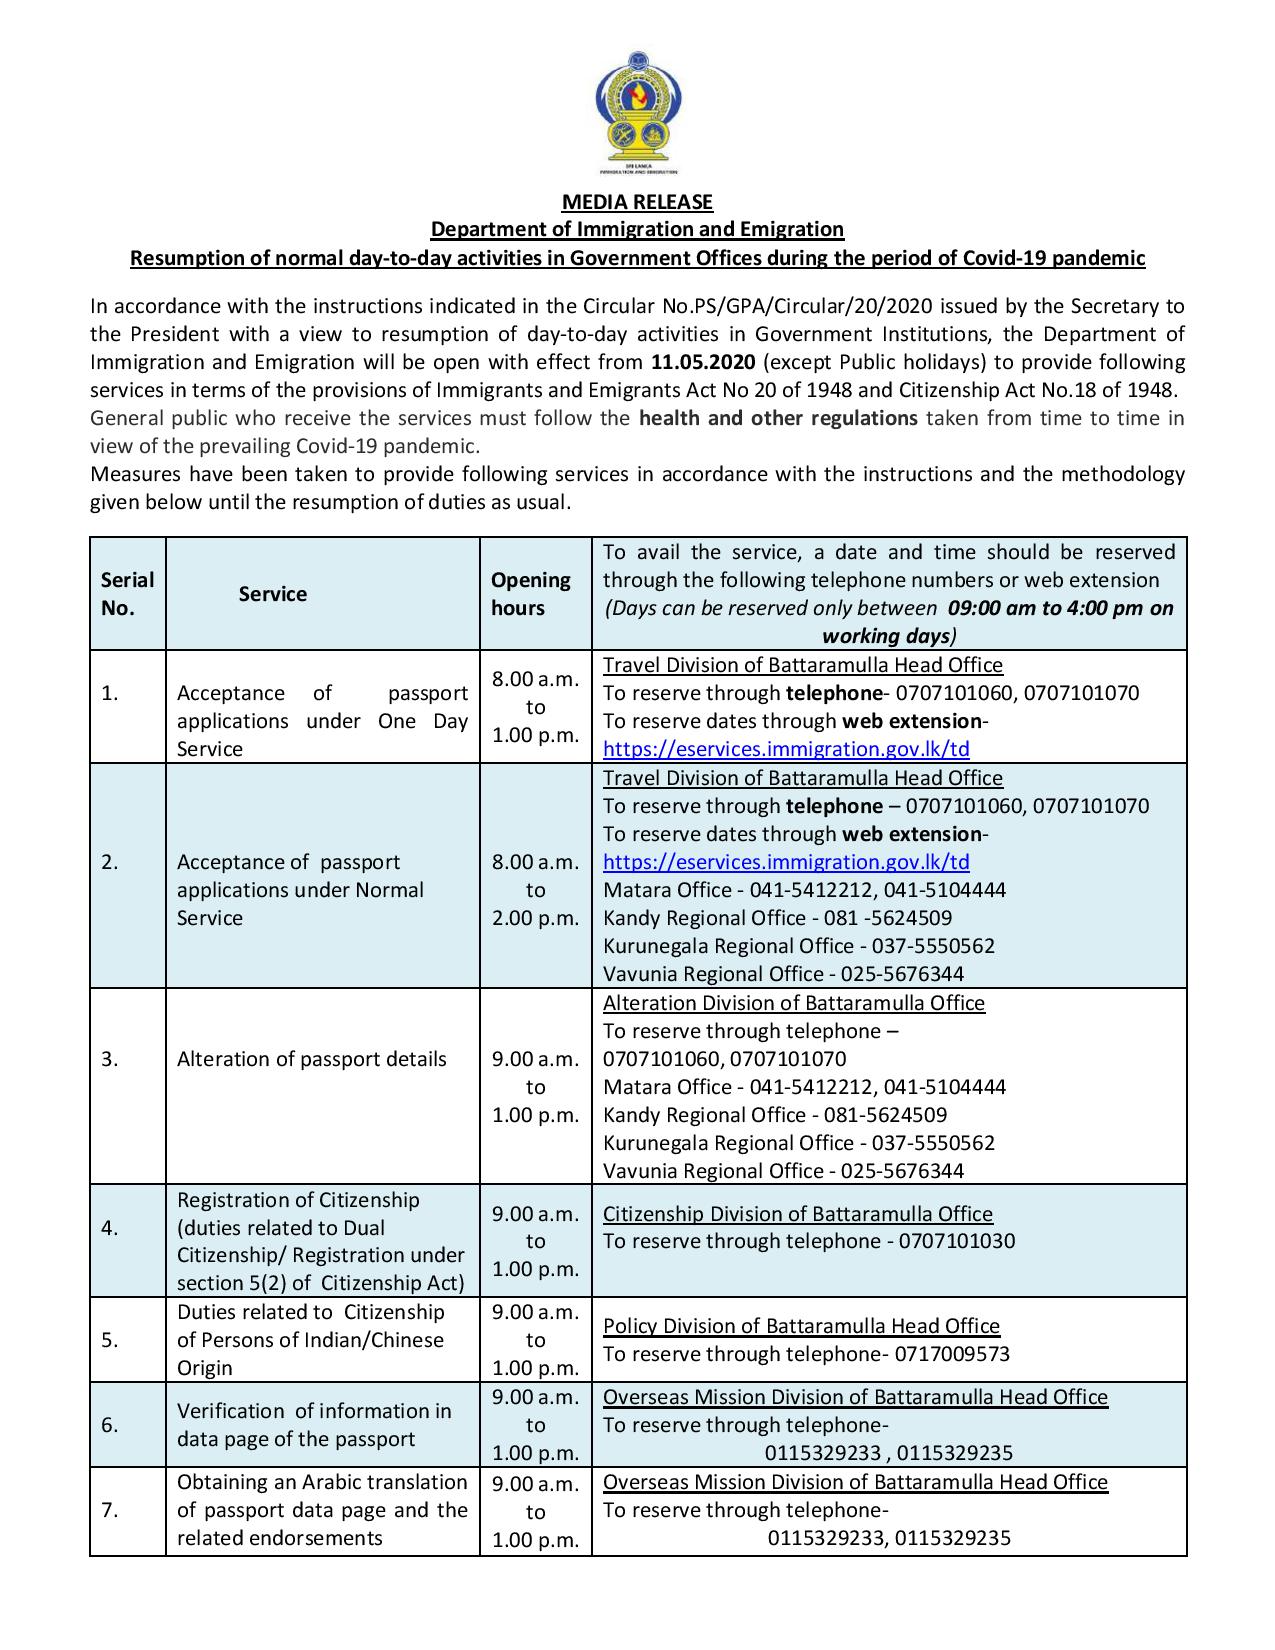 SRI LANKA
IMMIGRATION AND EMIGRATION
MEDIA RELEASE
Department of Immigration and Emigration
Resumption of normal day-to-day activities in Government Offices during the period of Covid-19 pandemic
In accordance with the instructions indicated in the Circular No.PS/GPA/Circular/20/2020 issued by the Secretary to
the President with a view to resumption of day-to-day activities in Government Institutions, the Department of
Immigration and Emigration will be open with effect from 11.05.2020 (except Public holidays) to provide following
services in terms of the provisions of Immigrants and Emigrants Act No 20 of 1948 and Citizenship Act No.18 of 1948.
General public who receive the services must follow the health and other regulations taken from time to time in
view of the prevailing Covid-19 pandemic.
Measures have been taken to provide following services in accordance with the instructions and the methodology
given below until the resumption of duties as usual.
Serial
No.
Service
Opening
hours
To avail the service, a date and time should be reserved
through the following telephone numbers or web extension
(Days can be reserved only between 09:00 am to 4:00 pm on
working days)
1.
Acceptance of passport
applications under One Day
Service
8.00 a.m.
to
1.00 p.m.
Travel Division of Battaramulla Head Office
To reserve through telephone- 0707101060, 0707101070
To reserve dates through web extension-
https://eservices.immigration.gov.lk/td
2.
Acceptance of passport
applications under Normal
Service
8.00 a.m.
to
2.00 p.m.
Travel Division of Battaramulla Head Office
To reserve through telephone – 0707101060, 0707101070
To reserve dates through web extension-
https://eservices.immigration.gov.lk/td
Matara Office - 041-5412212, 041-5104444
Kandy Regional Office - 081 -5624509
Kurunegala Regional Office - 037-5550562
Vavunia Regional Office - 025-5676344
3.
Alteration of passport details
9.00 a.m.
to
1.00 p.m.
Alteration Division of Battaramulla Office
To reserve through telephone –
0707101060, 0707101070
Matara Office - 041-5412212, 041-5104444
Kandy Regional Office - 081-5624509
Kurunegala Regional Office - 037-5550562
Vavunia Regional Office - 025-5676344
4.
Registration of Citizenship
(duties related to Dual
Citizenship/ Registration under
section 5(2) of Citizenship Act)
9.00 a.m.
to
1.00 p.m.
Citizenship Division of Battaramulla Office
To reserve through telephone - 0707101030
5.
Duties related to Citizenship
of Persons of Indian/Chinese
Origin
9.00 a.m.
to
1.00 p.m.
Policy Division of Battaramulla Head Office
To reserve through telephone- 0717009573
6.
Verification of information in
data page of the passport
9.00 a.m.
to
1.00 p.m.
Overseas Mission Division of Battaramulla Head Office
To reserve through telephone-
0115329233 , 0115329235
7.
Obtaining an Arabic translation
of passport data page and the
related endorsements
9.00 a.m.
to
1.00 p.m.
Overseas Mission Division of Battaramulla Head Office
To reserve through telephone-
0115329233, 0115329235